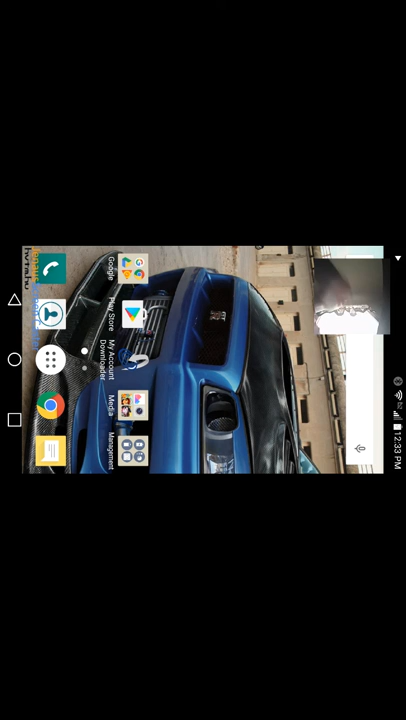 12:33 PM
Google
Play Store
My Account
Downloader
Media
Management